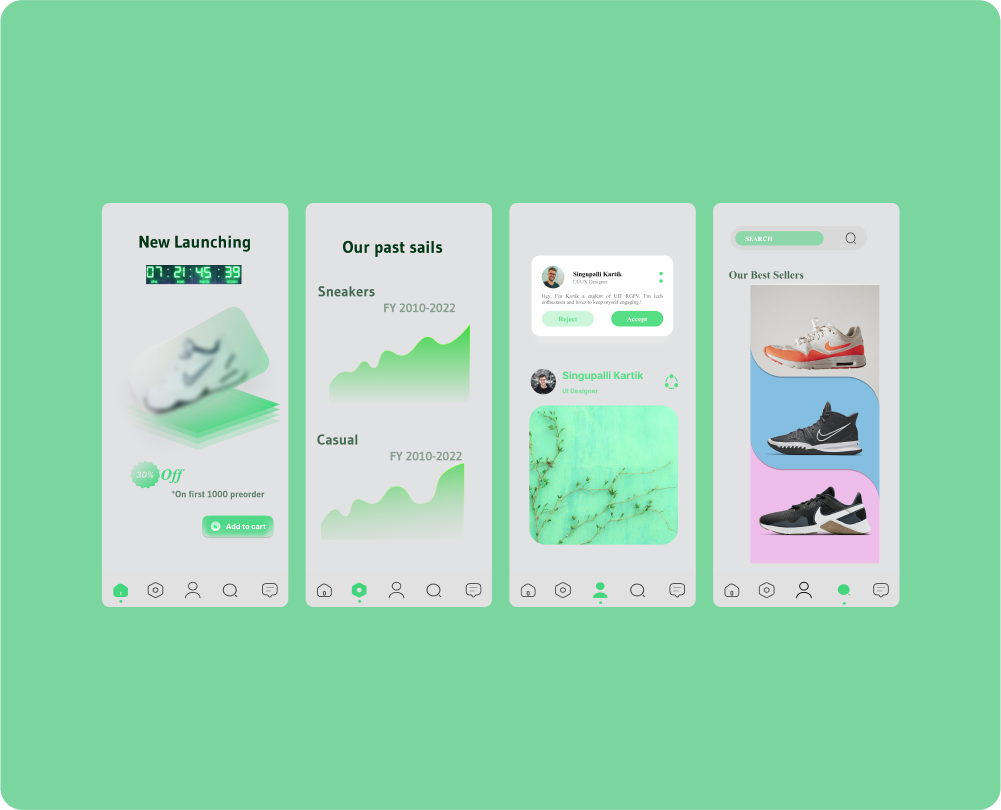 New Launching
07:21:45:39
30% Off
*On first 1000 preorder
Add to cart
Our past sails
Sneakers
FY 2010-2022
Casual
FY 2010-2022
Singupalli Kartik
UI/UX Designer
Hey, I'm Kartik a student of UIT RGPV. I'm tech
enthusiasm and loves to keep myself engaging.!
Reject Accept
Singupalli Kartik
UI Designer
SEARCH
Our Best Sellers